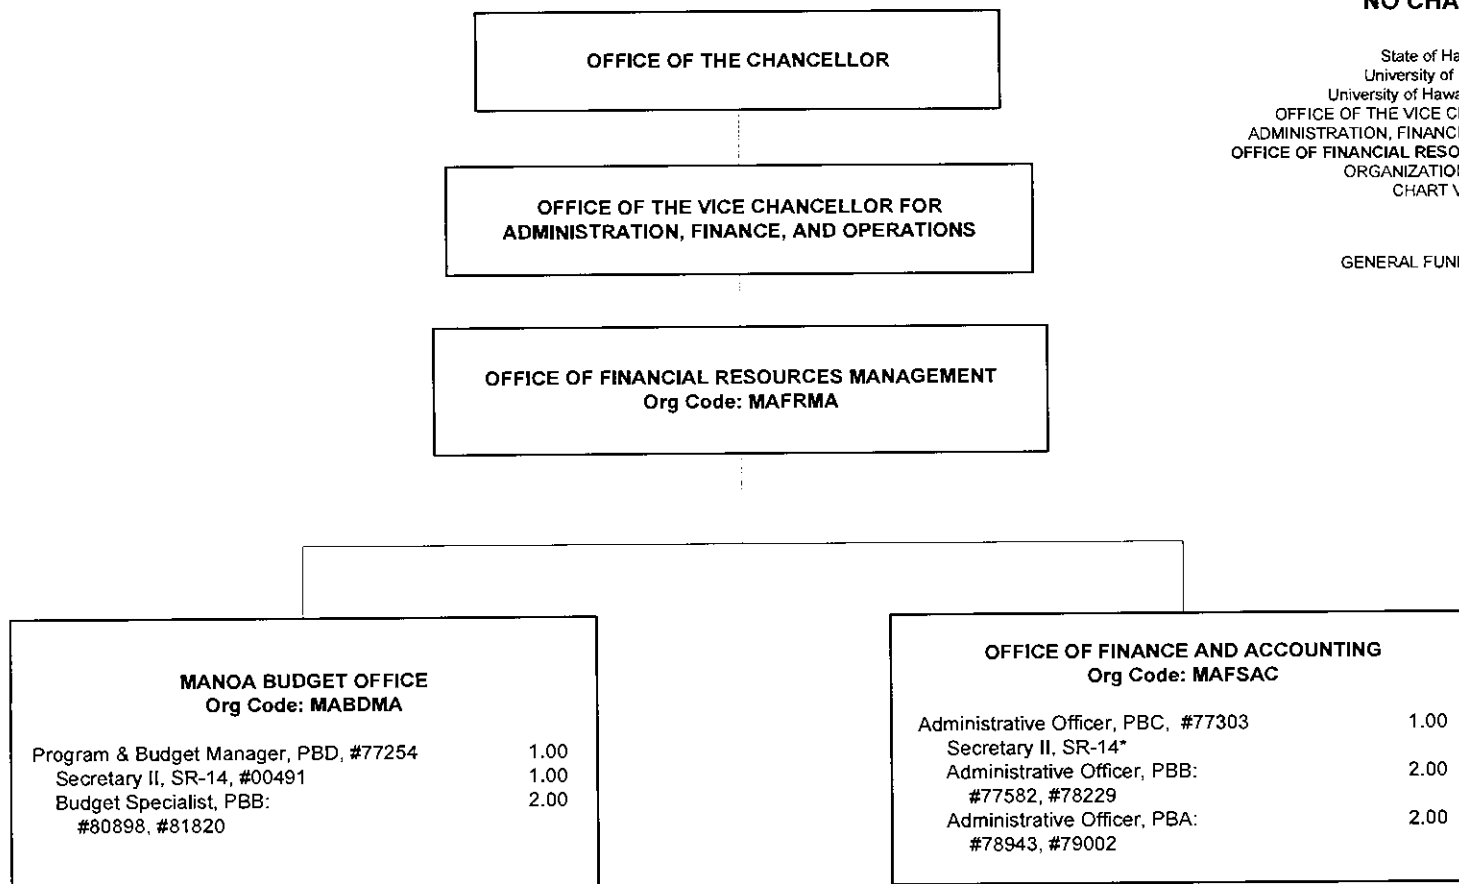 NO CHA
State of Ha
University of
University of Hawa
OFFICE OF THE VICE C
ADMINISTRATION, FINANC
OFFICE OF FINANCIAL RESO
ORGANIZATION
CHART V
GENERAL FUN
OFFICE OF THE CHANCELLOR
OFFICE OF THE VICE CHANCELLOR FOR
ADMINISTRATION, FINANCE, AND OPERATIONS
OFFICE OF FINANCIAL RESOURCES MANAGEMENT
Org Code: MAFRMA
MANOA BUDGET OFFICE
Org Code: MABDMA
Program & Budget Manager, PBD, #77254 1.00
Secretary II, SR-14, #00491 1.00
Budget Specialist, PBB: 2.00
#80898, #81820
OFFICE OF FINANCE AND ACCOUNTING
Org Code: MAFSAC
Administrative Officer, PBC, #77303 1.00
Secretary II, SR-14*
Administrative Officer, PBB: 2.00
#77582, #78229
Administrative Officer, PBA: 2.00
#78943, #79002